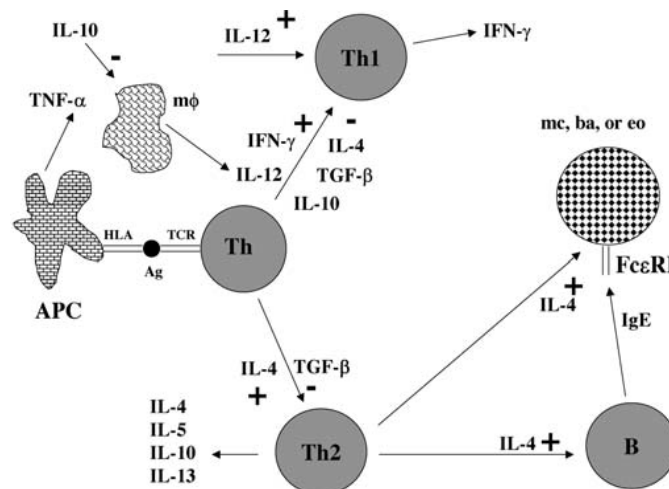 IL-10
-
TNF-α
mϕ
IL-12
+
Th1
IFN-γ
IFN-γ
+
-
IL-4
IL-12
TGF-β
IL-10
HLA
TCR
Ag
Th
APC
mc, ba, or eo
FcεRI
+
IL-4
IgE
IL-4
TGF-β
+
-
IL-4
IL-5
IL-10
IL-13
Th2
IL-4 +
B